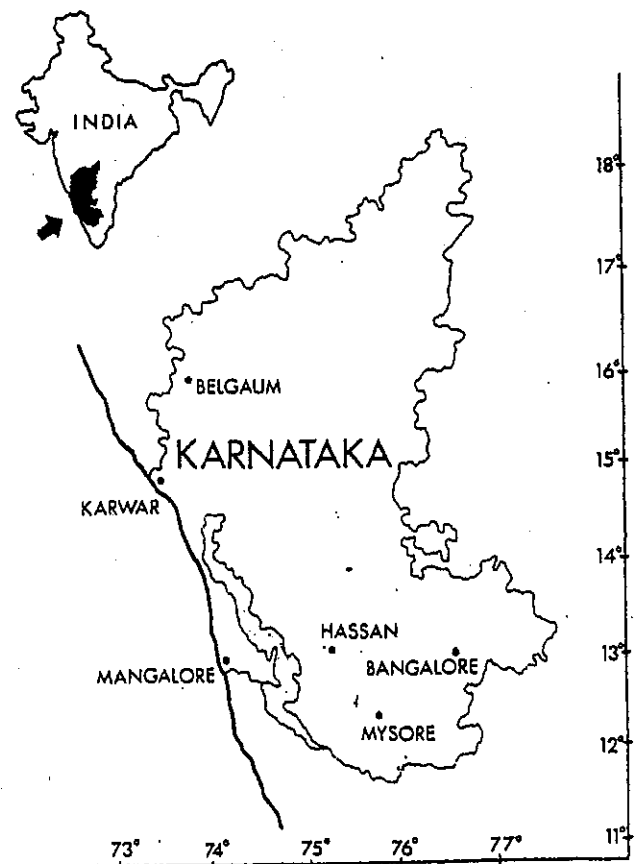 INDIA
18°
17°
16°
BELGAUM
KARNATAKA
15°
KARWAR
14°
HASSAN
13°
BANGALORE
MANGALORE
MYSORE
12°
11°
73° 74° 75° 76° 77°